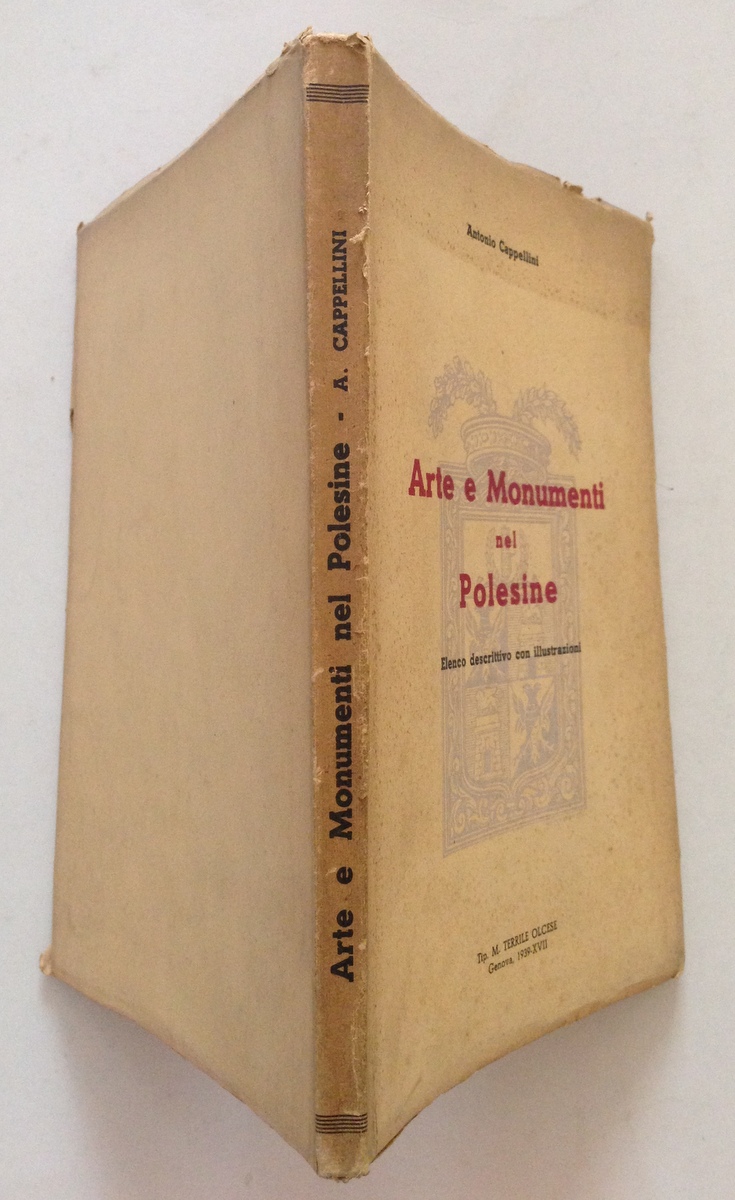 Arte e Monumenti nel Polesine - A. CAPPELLINI
Antonio Cappellini
Arte e Monumenti
nel
Polesine
Elenco descrittivo con illustrazioni
Tip. M. TERRILE OLCESE
Genova, 1939-XVII